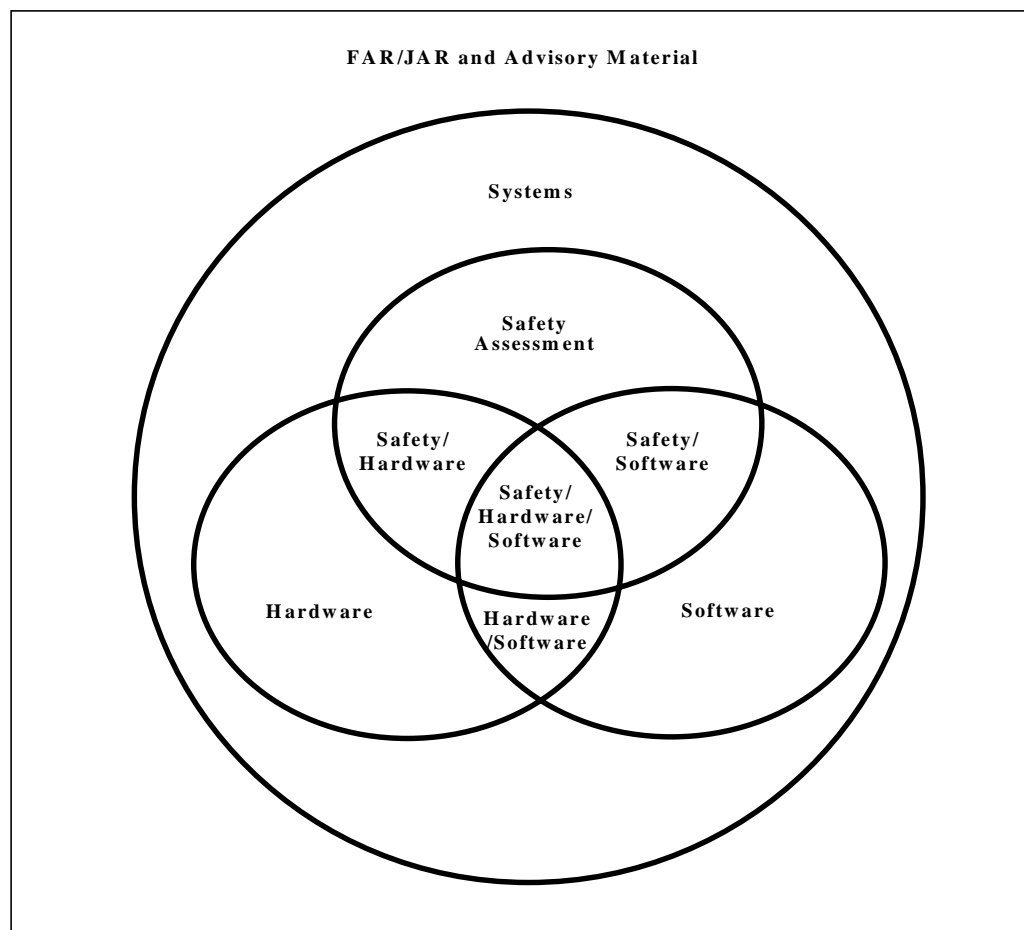 FAR/JAR and Advisory Material
Systems
Safety
Assessment
Safety/
Hardware
Safety/
Software
Safety/
Hardware/
Software
Hardware
Hardware
/Software
Software